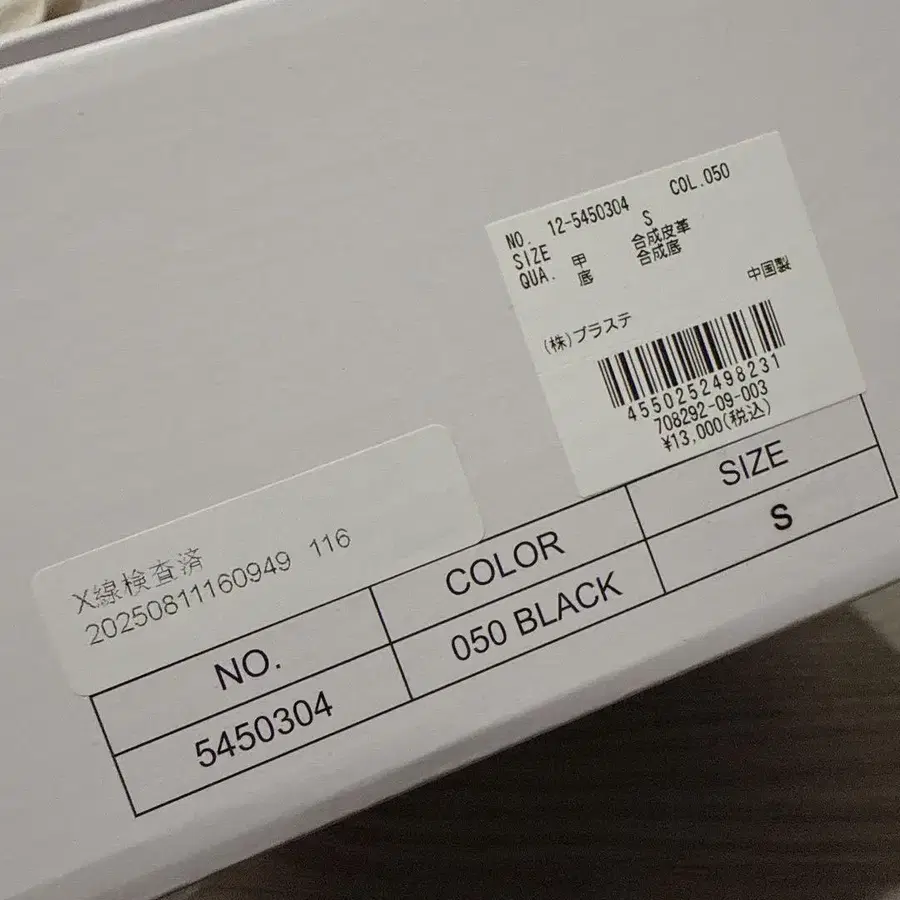 NO. 12-5450304 COL.050
SIZE S
QUA. 甲 合成皮革
底 合成底
中国製
(株)プラステ
4550252498231
708292-09-003
¥13,000(税込)
X線検査済
20250811160949 116
NO. COLOR SIZE
5450304 050 BLACK S